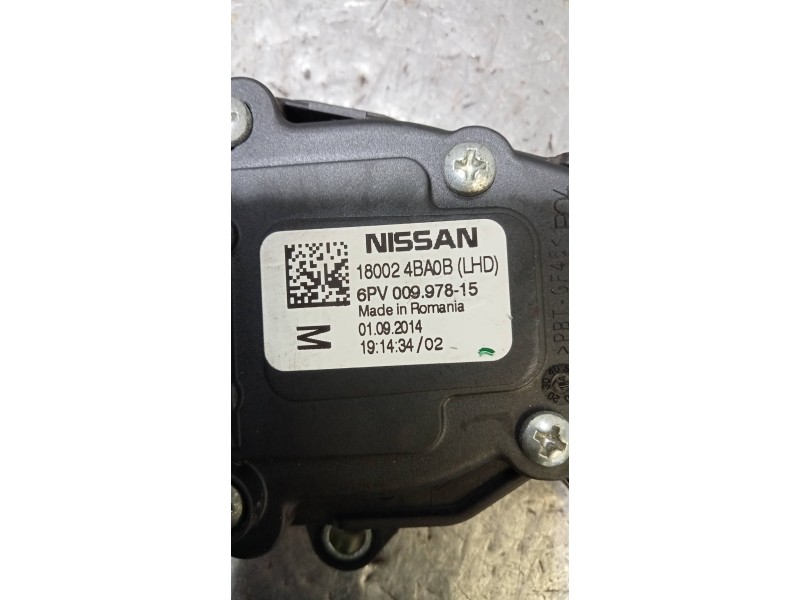 NISSAN
18002 4BA0B (LHD)
6PV 009.978-15
Made in Romania
01.09.2014
19:14:34/02
M